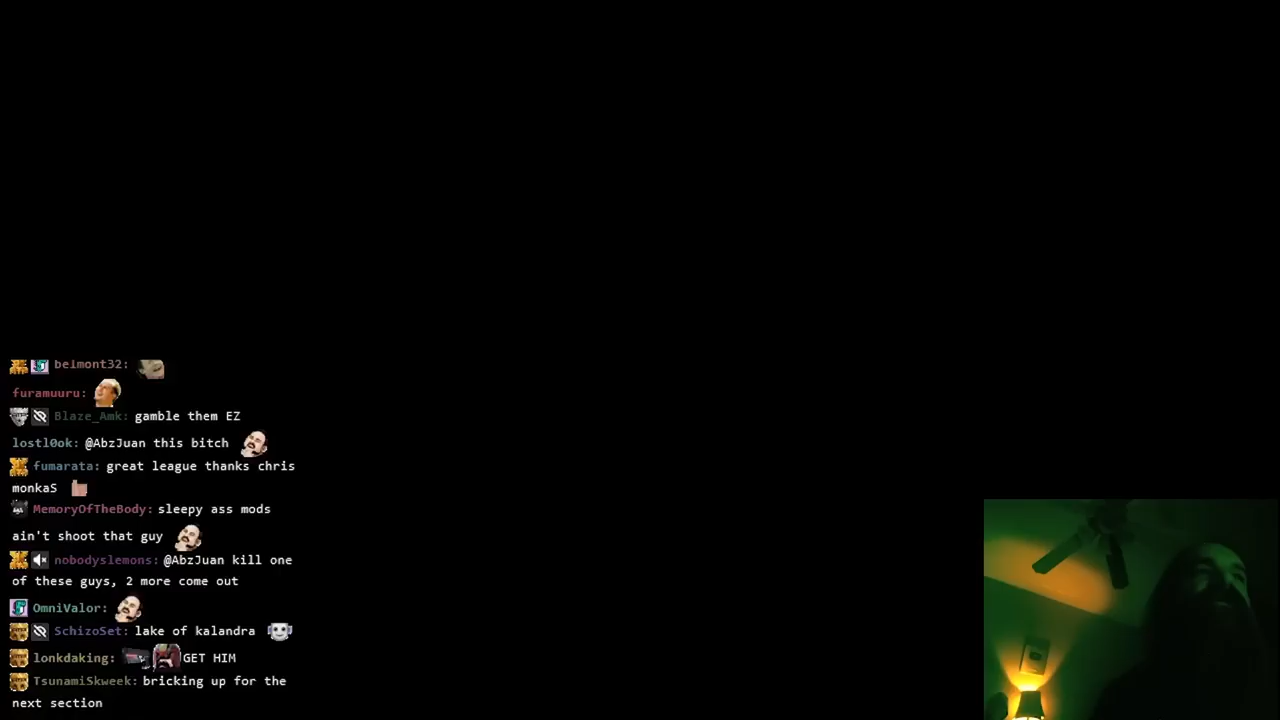 belmont32:
furamuuru:
Blaze_Amk: gamble them EZ
lostl0ok: @AbzJuan this bitch
fumarata: great league thanks chris
monkaS
MemoryOfTheBody: sleepy ass mods
ain't shoot that guy
nobodyslemons: @AbzJuan kill one
of these guys, 2 more come out
OmniValor:
SchizoSet: lake of kalandra
lonkdaking: GET HIM
TsunamiSkweek: bricking up for the
next section